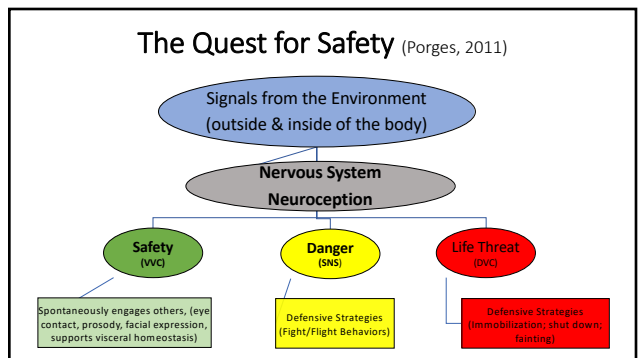 The Quest for Safety (Porges, 2011)
Signals from the Environment
(outside & inside of the body)
Nervous System
Neuroception
Safety
(VVC)
Danger
(SNS)
Life Threat
(DVC)
Spontaneously engages others, (eye
contact, prosody, facial expression,
supports visceral homeostasis)
Defensive Strategies
(Fight/Flight Behaviors)
Defensive Strategies
(Immobilization; shut down;
fainting)